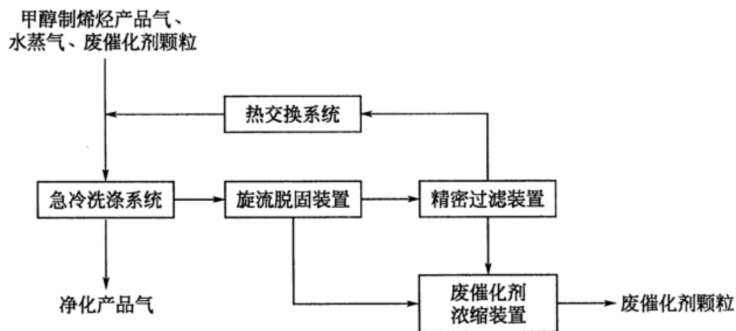 甲醇制烯烃产品气、
水蒸气、废催化剂颗粒
热交换系统
急冷洗涤系统
旋流脱固装置
精密过滤装置
净化产品气
废催化剂
浓缩装置
废催化剂颗粒